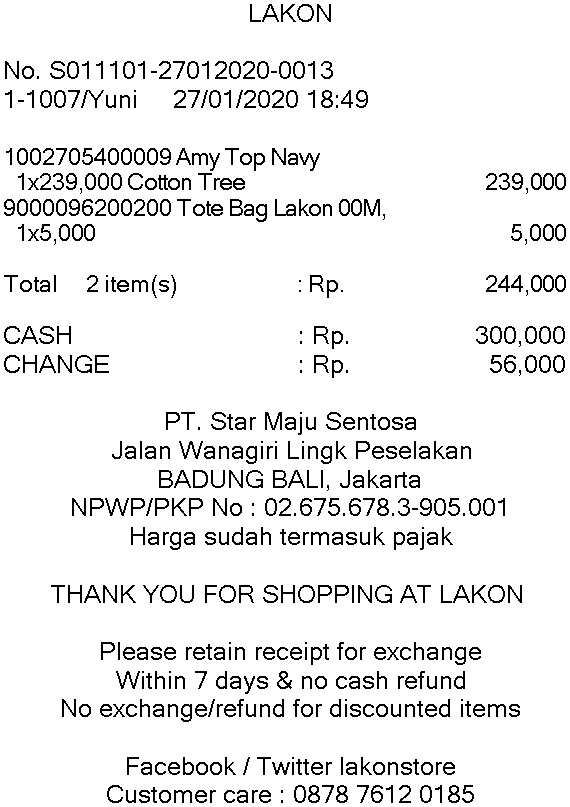 LAKON
No. S011101-27012020-0013
1-1007/Yuni 27/01/2020 18:49
1002705400009 Amy Top Navy
1x239,000 Cotton Tree 239,000
9000096200200 Tote Bag Lakon 00M,
1x5,000 5,000
Total 2 item(s) : Rp. 244,000
CASH : Rp. 300,000
CHANGE : Rp. 56,000
PT. Star Maju Sentosa
Jalan Wanagiri Lingk Peselakan
BADUNG BALI, Jakarta
NPWP/PKP No : 02.675.678.3-905.001
Harga sudah termasuk pajak
THANK YOU FOR SHOPPING AT LAKON
Please retain receipt for exchange
Within 7 days & no cash refund
No exchange/refund for discounted items
Facebook / Twitter lakonstore
Customer care : 0878 7612 0185